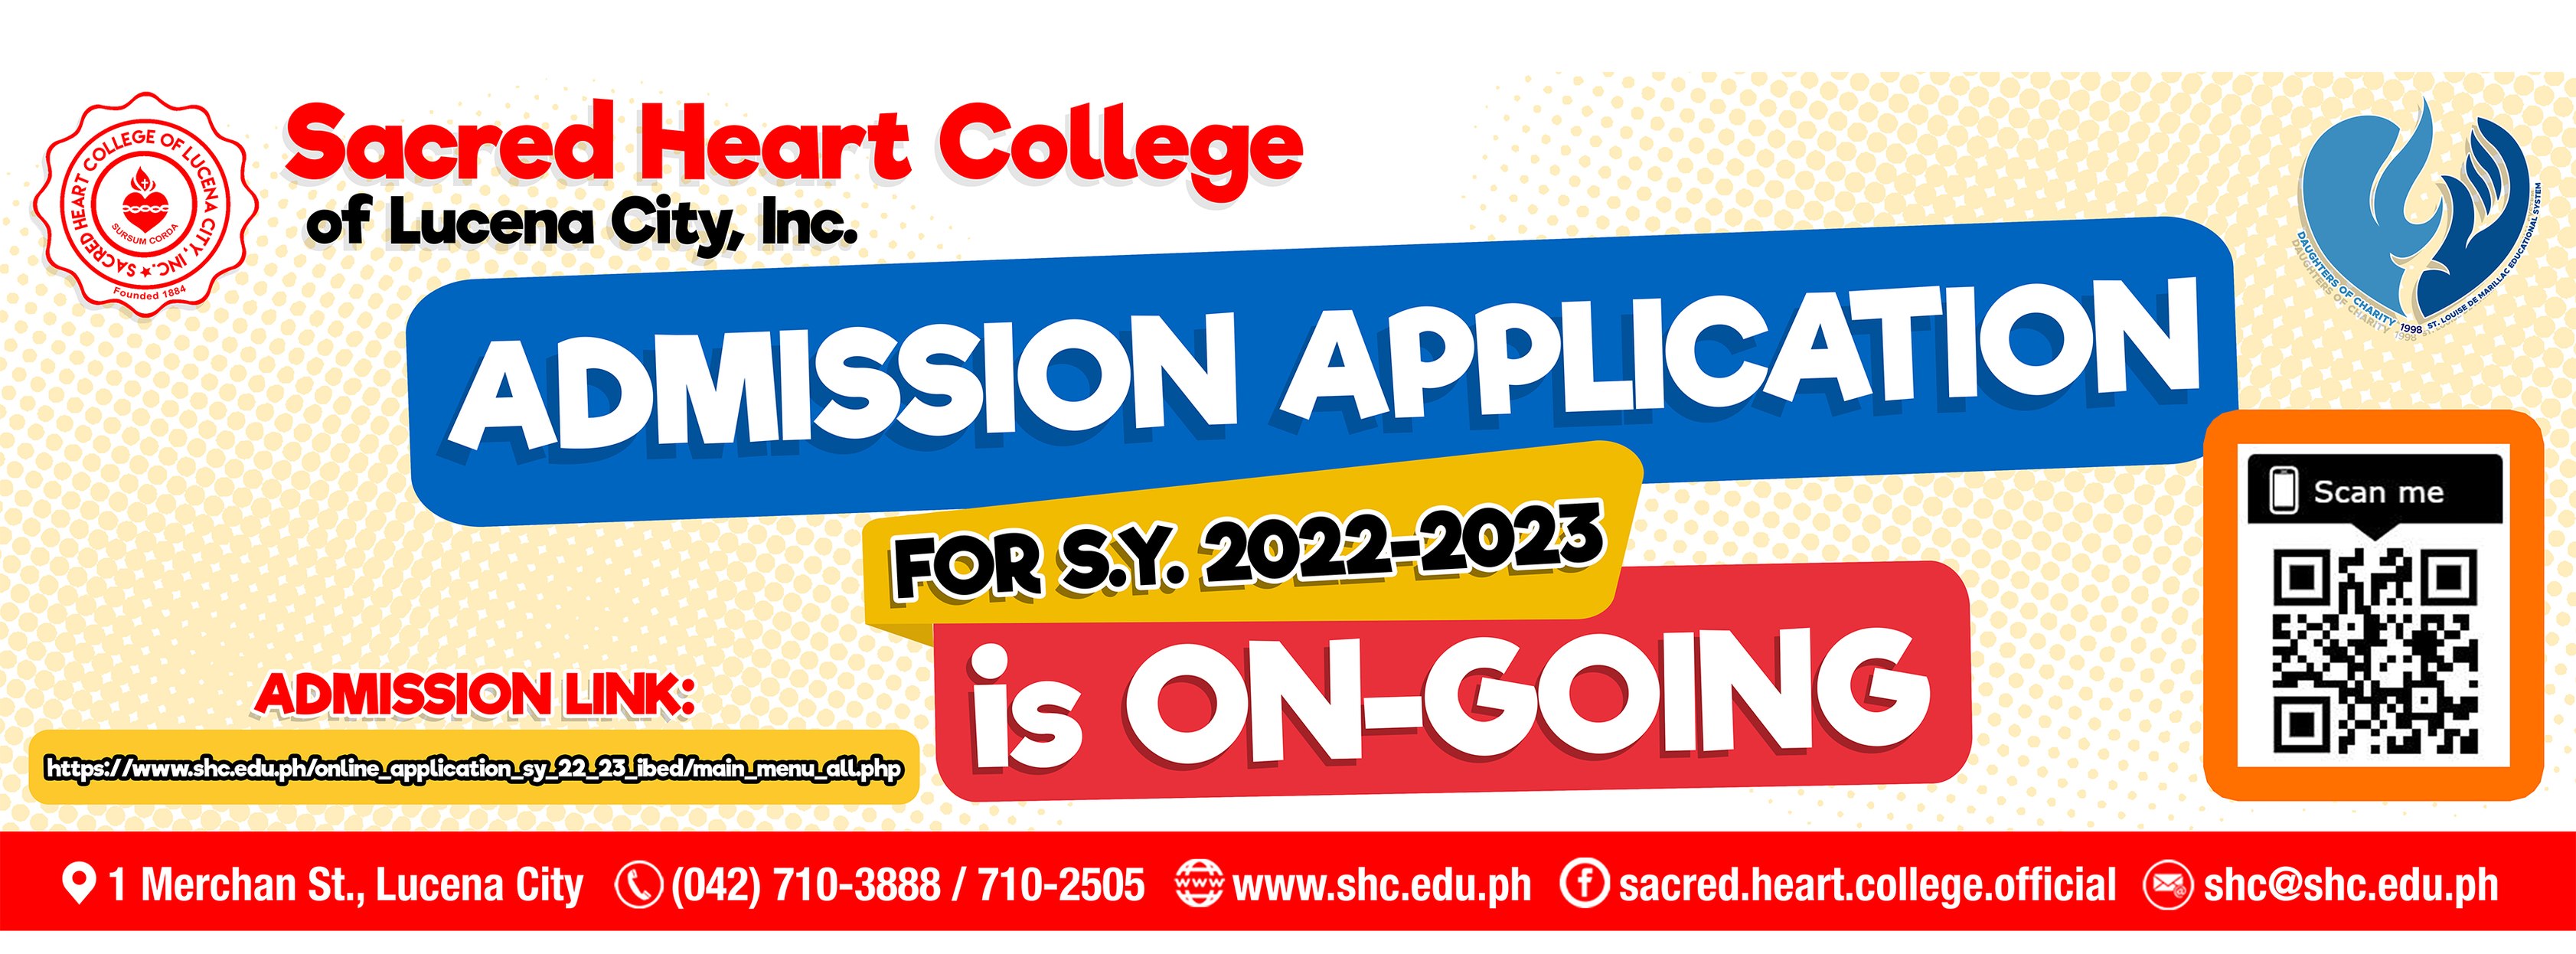 SACRED HEART COLLEGE OF LUCENA CITY, INC.
SURSUM CORDA
Founded 1884
Sacred Heart College
of Lucena City, Inc.
DAUGHTERS OF CHARITY 1998 ST. LOUISE DE MARILLAC EDUCATIONAL SYSTEM
ADMISSION APPLICATION
FOR S.Y. 2022-2023
is ON-GOING
Scan me
ADMISSION LINK:
https://www.shc.edu.ph/online_application_sy_22_23_ibed/main_menu_all.php
1 Merchan St., Lucena City (042) 710-3888 / 710-2505 www www.shc.edu.ph f sacred.heart.college.official @ shc@shc.edu.ph